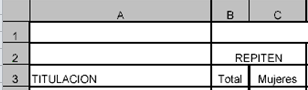 A B C
1
2 REPITEN
3 TITULACION Total Mujeres